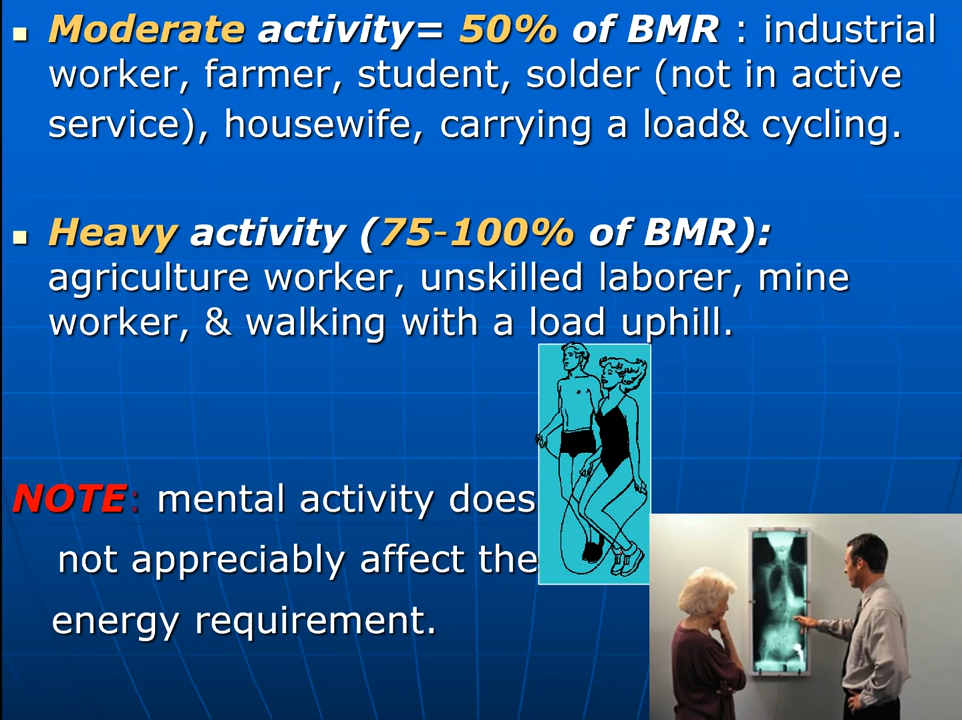 Moderate activity= 50% of BMR : industrial
worker, farmer, student, solder (not in active
service), housewife, carrying a load& cycling.
Heavy activity (75-100% of BMR):
agriculture worker, unskilled laborer, mine
worker, & walking with a load uphill.
NOTE: mental activity does
not appreciably affect the
energy requirement.